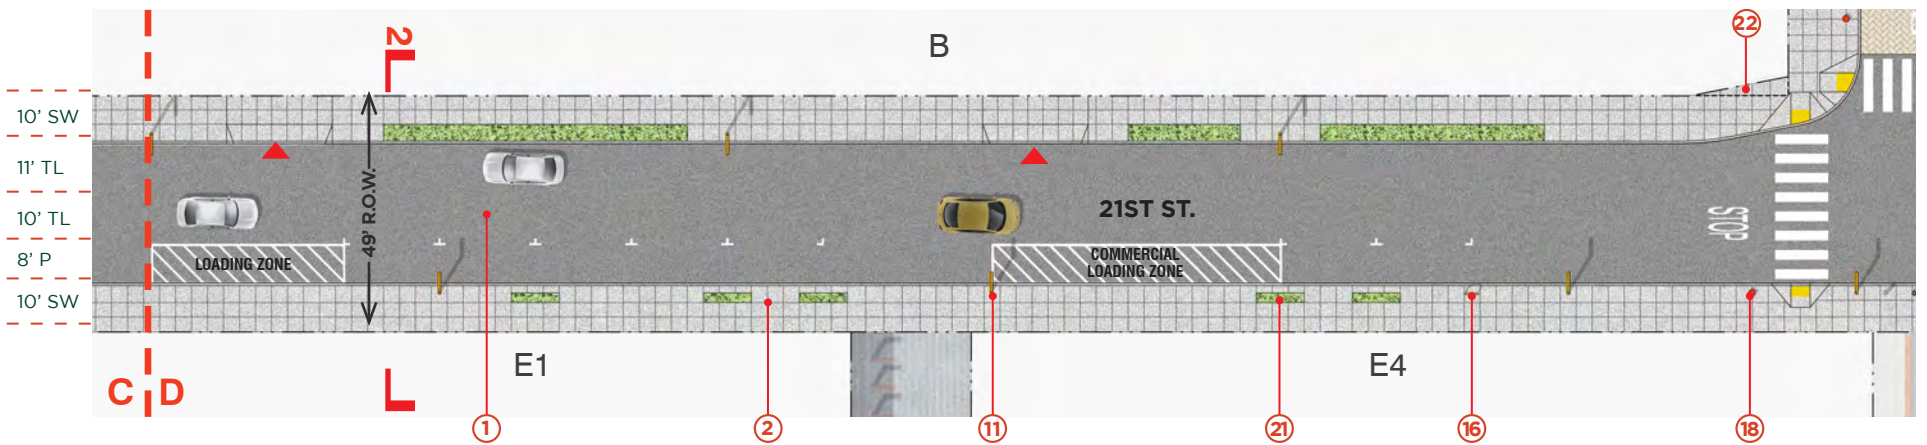 22
2
B
10' SW
11' TL
10' TL
8' P
10' SW
49' R.O.W.
21ST ST.
STOP
LOADING ZONE
COMMERCIAL
LOADING ZONE
E1
E4
C
D
1
2
11
21
16
18